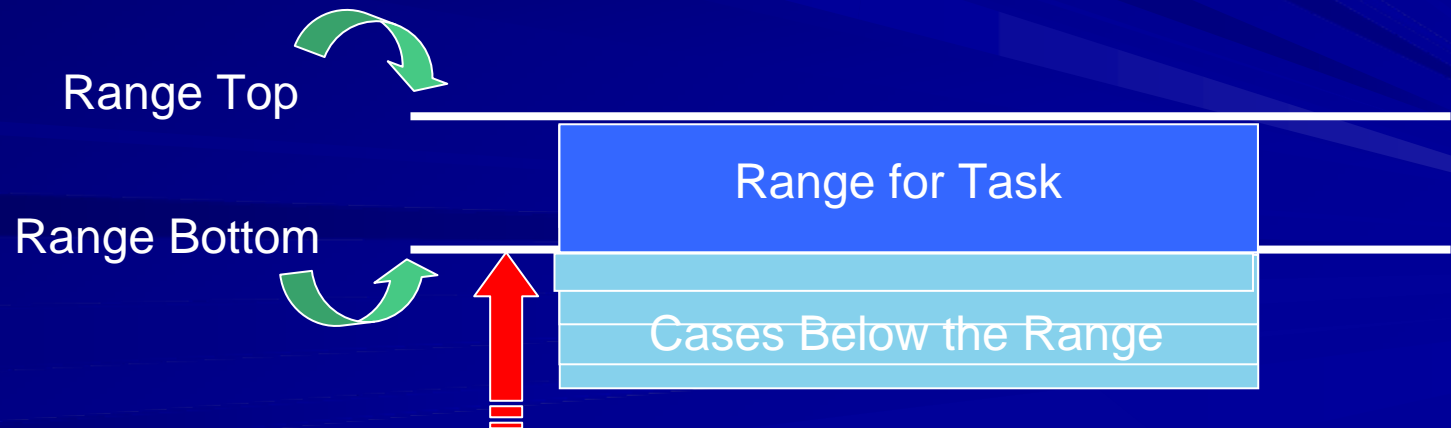 Range Top
Range for Task
Range Bottom
Cases Below the Range